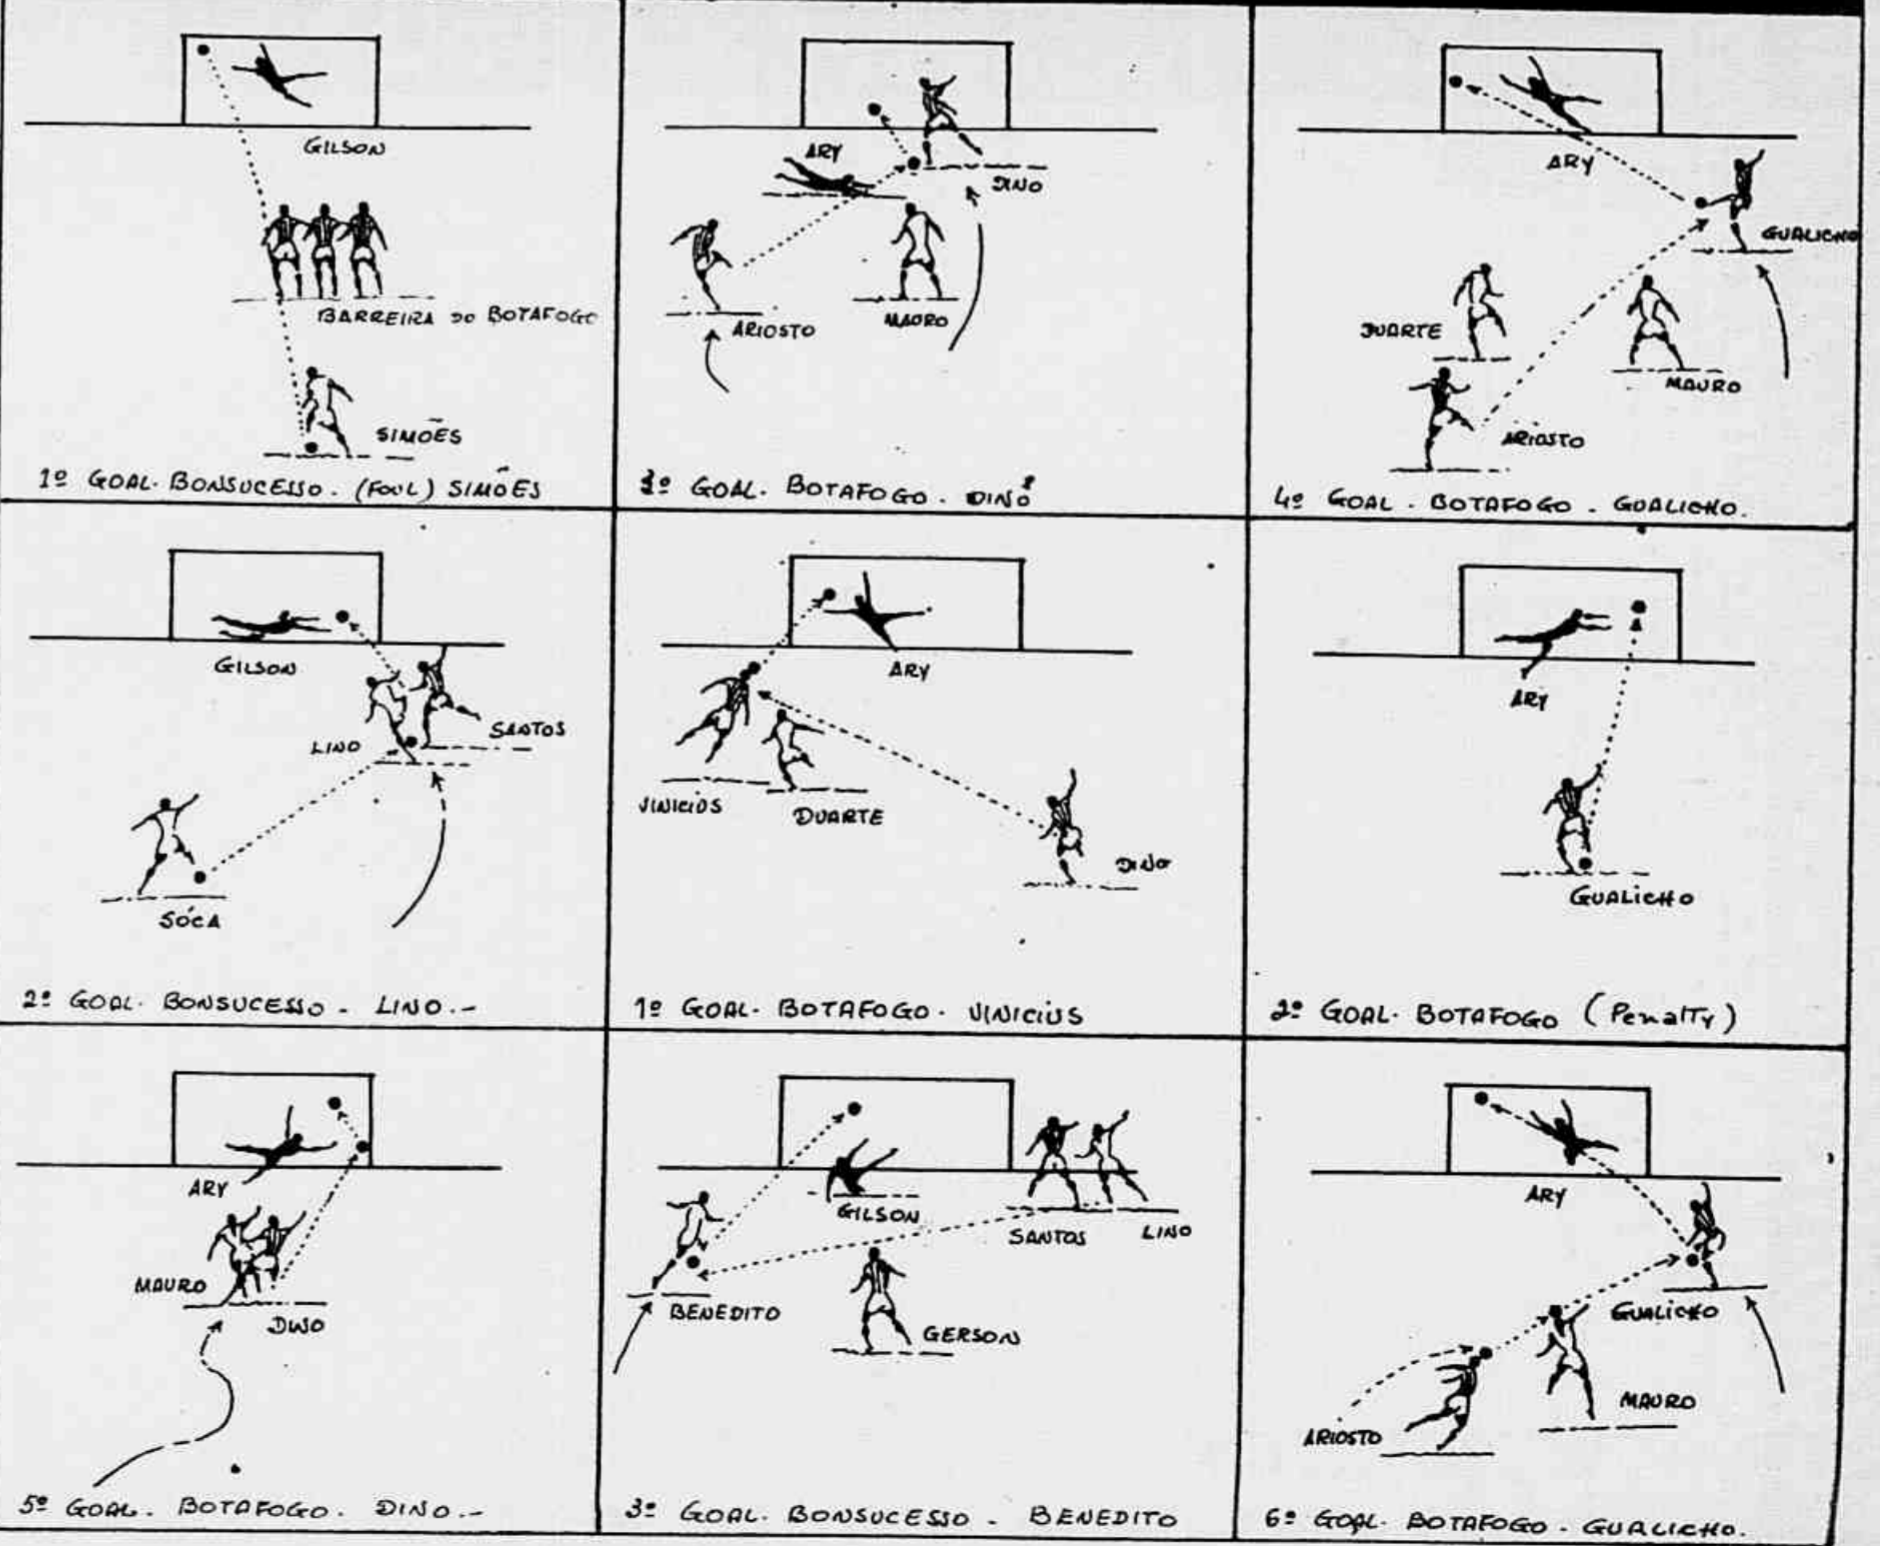 GILSON
BARREIRA DO BOTAFOGO
SIMÕES
1º GOAL. BONSUCESSO. (FOUL) SIMÕES
ARY
DINO
ARIOSTO
MAURO
3º GOAL. BOTAFOGO. DINO
ARY
GUALICHO
DUARTE
MAURO
ARIOSTO
4º GOAL. BOTAFOGO. GUALICHO.
GILSON
LINO
SANTOS
SÓCA
2º GOAL. BONSUCESSO. LINO.-
ARY
VINICIUS
DUARTE
DINO
1º GOAL. BOTAFOGO. VINICIUS
ARY
GUALICHO
2º GOAL. BOTAFOGO (PENALTY)
ARY
MAURO
DINO
5º GOAL. BOTAFOGO. DINO.-
GILSON
SANTOS
LINO
BENEDITO
GERSON
3º GOAL. BONSUCESSO - BENEDITO
ARY
GUALICHO
MAURO
ARIOSTO
6º GOAL. BOTAFOGO. GUALICHO.